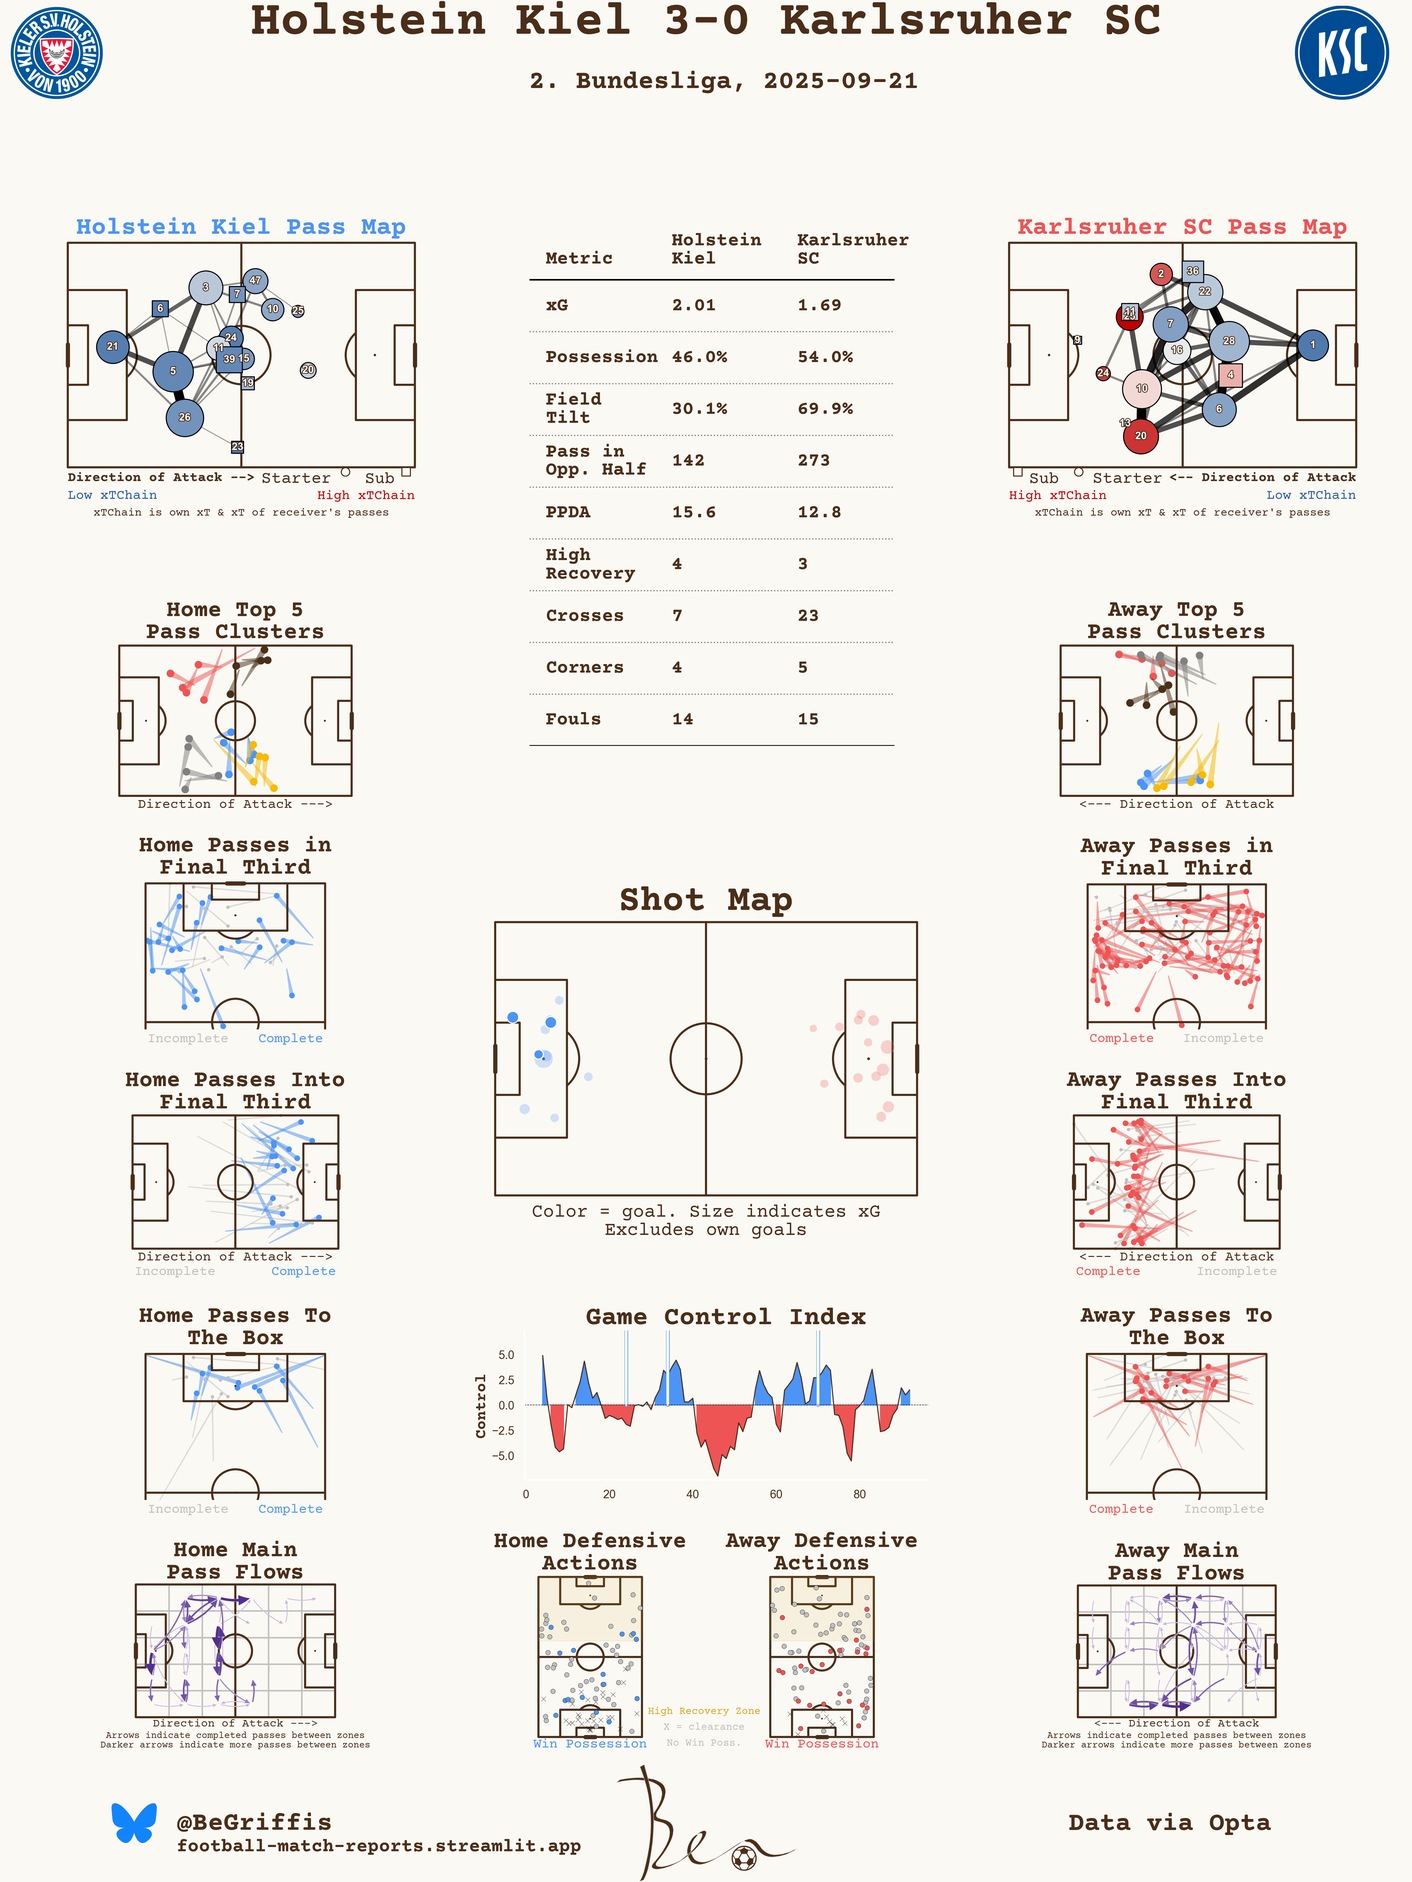 Holstein Kiel 3-0 Karlsruher SC
2. Bundesliga, 2025-09-21
KIELER S.V. HOLSTEIN
VON 1900
KSC
Holstein Kiel Pass Map
3
47
7
10
25
6
24
21
11
39
15
5
20
19
26
23
Direction of Attack --> Starter Sub
Low xTChain High xTChain
xTChain is own xT & xT of receiver's passes
Metric Holstein Kiel Karlsruher SC
xG 2.01 1.69
Possession 46.0% 54.0%
Field Tilt 30.1% 69.9%
Pass in Opp. Half 142 273
PPDA 15.6 12.8
High Recovery 4 3
Crosses 7 23
Corners 4 5
Fouls 14 15
Karlsruher SC Pass Map
2
36
22
11
7
9
28
1
16
24
4
10
6
13
20
Sub Starter <-- Direction of Attack
High xTChain Low xTChain
xTChain is own xT & xT of receiver's passes
Home Top 5
Pass Clusters
Direction of Attack --->
Away Top 5
Pass Clusters
<--- Direction of Attack
Home Passes in
Final Third
Incomplete Complete
Away Passes in
Final Third
Complete Incomplete
Shot Map
Color = goal. Size indicates xG
Excludes own goals
Home Passes Into
Final Third
Direction of Attack --->
Incomplete Complete
Away Passes Into
Final Third
<--- Direction of Attack
Complete Incomplete
Home Passes To
The Box
Incomplete Complete
Game Control Index
Control
5.0
2.5
0.0
−2.5
−5.0
0 20 40 60 80
Away Passes To
The Box
Complete Incomplete
Home Main
Pass Flows
Direction of Attack --->
Arrows indicate completed passes between zones
Darker arrows indicate more passes between zones
Home Defensive
Actions
Win Possession
High Recovery Zone
X = clearance
No Win Poss.
Away Defensive
Actions
Win Possession
Away Main
Pass Flows
<--- Direction of Attack
Arrows indicate completed passes between zones
Darker arrows indicate more passes between zones
@BeGriffis
football-match-reports.streamlit.app
Ben
Data via Opta